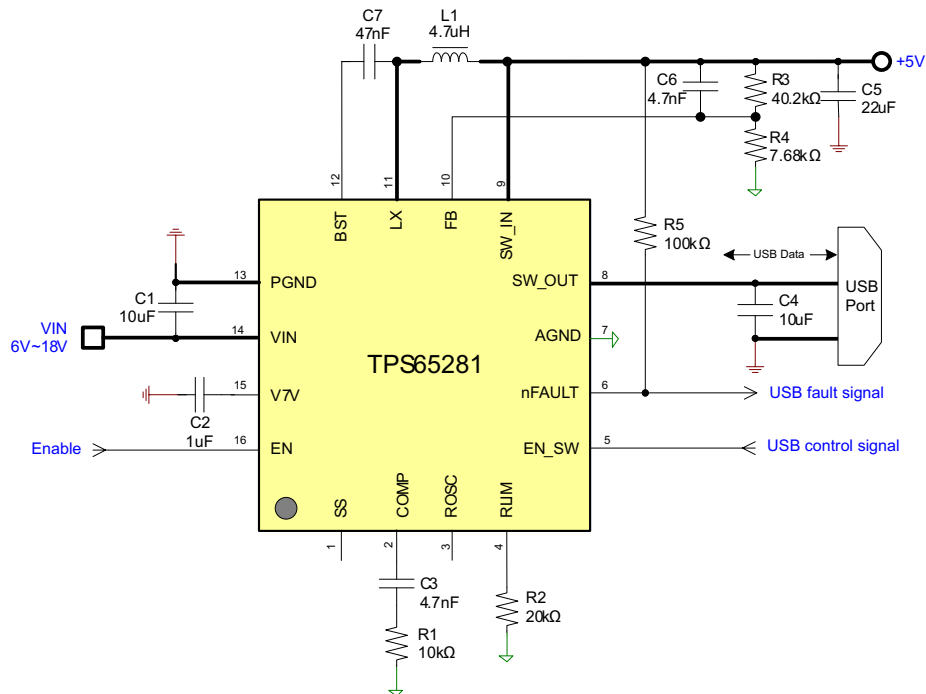 C7
47nF
L1
4.7uH
+5V
C6
4.7nF
R3
40.2kΩ
C5
22uF
R4
7.68kΩ
12
11
10
9
BST
LX
FB
SW_IN
R5
100kΩ
USB Data
USB
Port
13
PGND
SW_OUT
8
C1
10uF
C4
10uF
VIN
6V~18V
14
VIN
AGND
7
TPS65281
15
V7V
nFAULT
6
USB fault signal
C2
1uF
Enable
16
EN
EN_SW
5
USB control signal
SS
COMP
ROSC
RLIM
1
2
3
4
C3
4.7nF
R2
20kΩ
R1
10kΩ